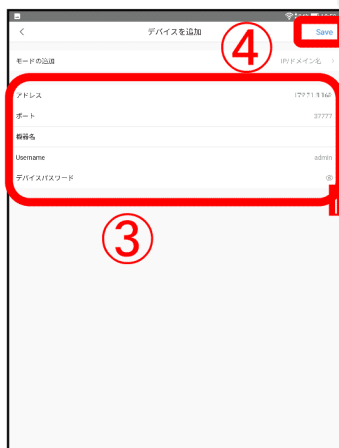 デバイスを追加
Save
④
モードの追加
IP/ドメイン名
アドレス
ポート
37777
機器名
Username
admin
デバイスパスワード
③